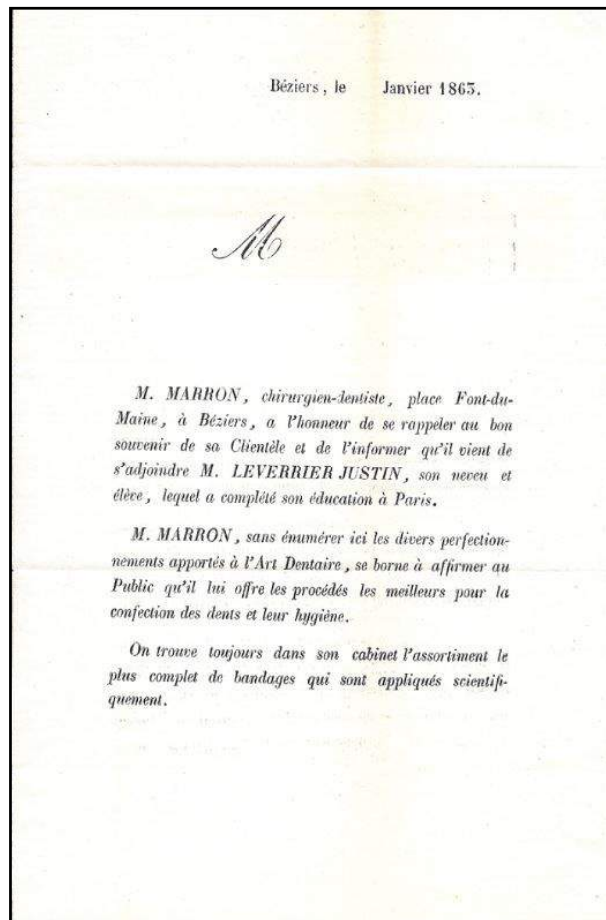 Béziers, le Janvier 1863.
M
M. MARRON, chirurgien-dentiste, place Font-du-
Maine, à Béziers, a l'honneur de se rappeler au bon
souvenir de sa Clientèle et de l'informer qu'il vient de
s'adjoindre M. LEVERRIER JUSTIN, son neveu et
élève, lequel a complété son éducation à Paris.
M. MARRON, sans énumérer ici les divers perfection-
nements apportés à l'Art Dentaire, se borne à affirmer au
Public qu'il lui offre les procédés les meilleurs pour la
confection des dents et leur hygiène.
On trouve toujours dans son cabinet l'assortiment le
plus complet de bandages qui sont appliqués scientifi-
quement.